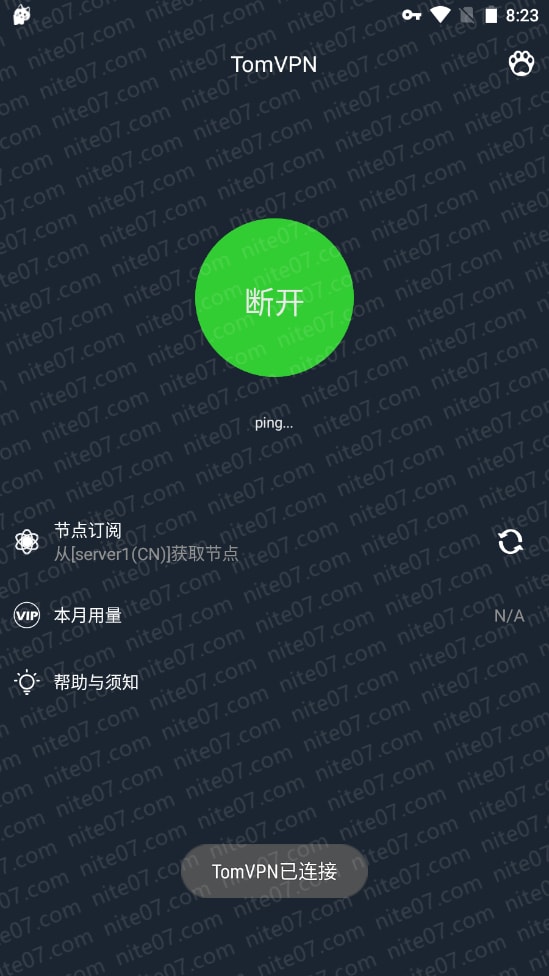 8:23
TomVPN
断开
ping...
节点订阅
从[server1(CN)]获取节点
VIP 本月用量 N/A
帮助与须知
TomVPN已连接
nite07.com